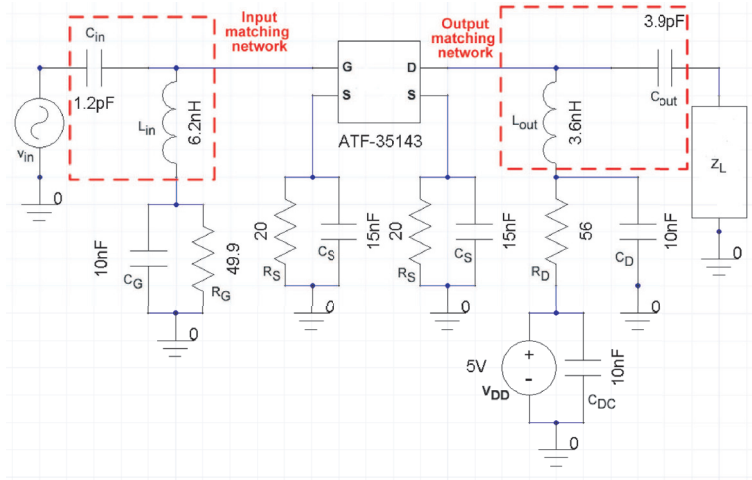 Input
matching
network
Output
matching
network
3.9pF
Cin
G
D
S
S
Cout
1.2pF
Lin
6.2nH
Lout
3.6nH
ATF-35143
ZL
vin
0
10nF
CG
49.9
RG
20
RS
15nF
CS
20
RS
15nF
CS
56
RD
10nF
CD
0
0
0
0
0
5V
+
-
VDD
10nF
CDC
0